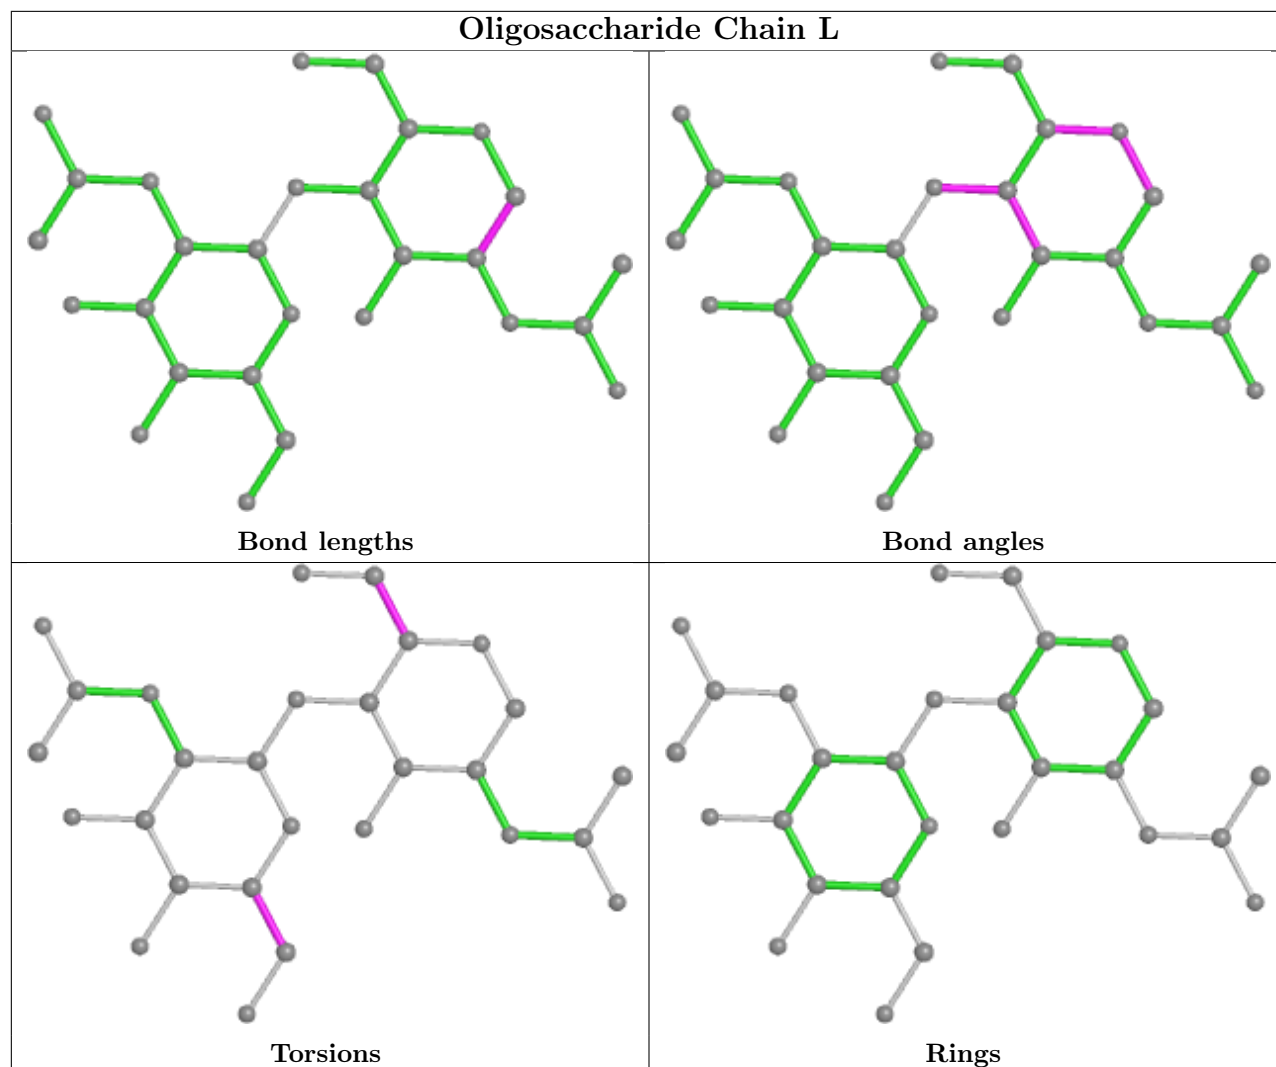 Oligosaccharide Chain L
Bond lengths
Bond angles
Torsions
Rings